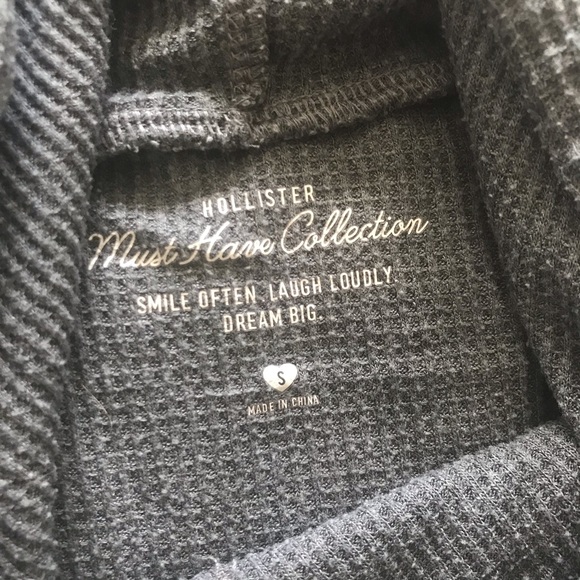 HOLLISTER
Must Have Collection
SMILE OFTEN. LAUGH LOUDLY.
DREAM BIG.
S
MADE IN CHINA